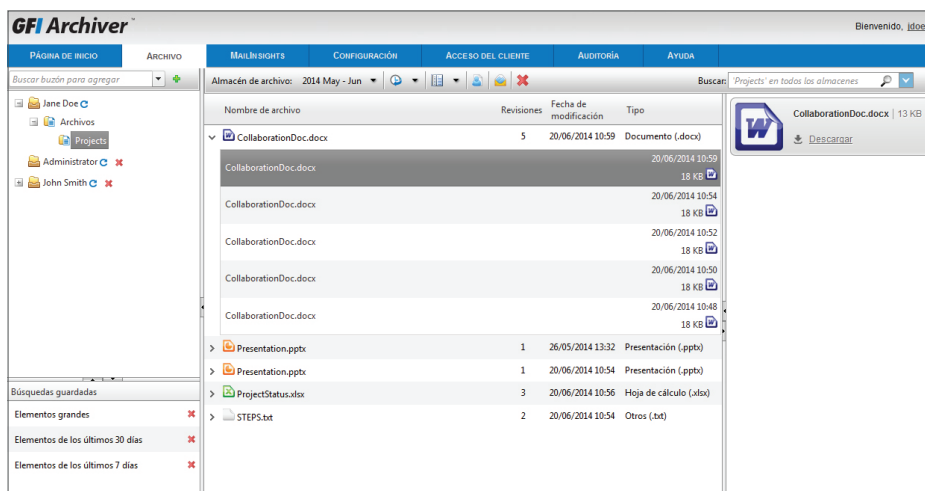 GFI Archiver™
Bienvenido, jdoe
PÁGINA DE INICIO ARCHIVO MAILINSIGHTS CONFIGURACIÓN ACCESO DEL CLIENTE AUDITORÍA AYUDA
Buscar buzón para agregar
Almacén de archivo: 2014 May - Jun
Buscar: 'Projects' en todos los almacenes
Jane Doe
Archivos
Projects
Administrator
John Smith
Nombre de archivo Revisiones Fecha de modificación Tipo
CollaborationDoc.docx 5 20/06/2014 10:59 Documento (.docx)
CollaborationDoc.docx 20/06/2014 10:59
18 KB
CollaborationDoc.docx 20/06/2014 10:54
18 KB
CollaborationDoc.docx 20/06/2014 10:52
18 KB
CollaborationDoc.docx 20/06/2014 10:50
18 KB
CollaborationDoc.docx 20/06/2014 10:48
18 KB
Presentation.pptx 1 26/05/2014 13:32 Presentación (.pptx)
Presentation.pptx 1 20/06/2014 10:54 Presentación (.pptx)
ProjectStatus.xlsx 3 20/06/2014 10:56 Hoja de cálculo (.xlsx)
STEPS.txt 2 20/06/2014 10:54 Otros (.txt)
CollaborationDoc.docx | 13 KB
Descargar
Búsquedas guardadas
Elementos grandes
Elementos de los últimos 30 días
Elementos de los últimos 7 días